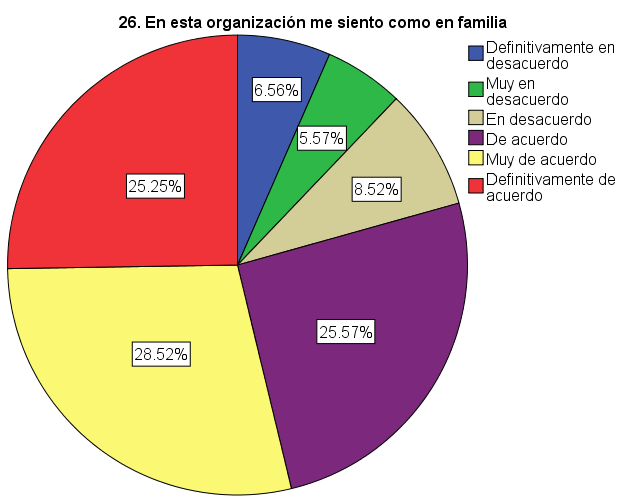 26. En esta organización me siento como en familia
Definitivamente en
desacuerdo
Muy en
desacuerdo
En desacuerdo
De acuerdo
Muy de acuerdo
Definitivamente de
acuerdo
6.56%
5.57%
8.52%
25.57%
28.52%
25.25%